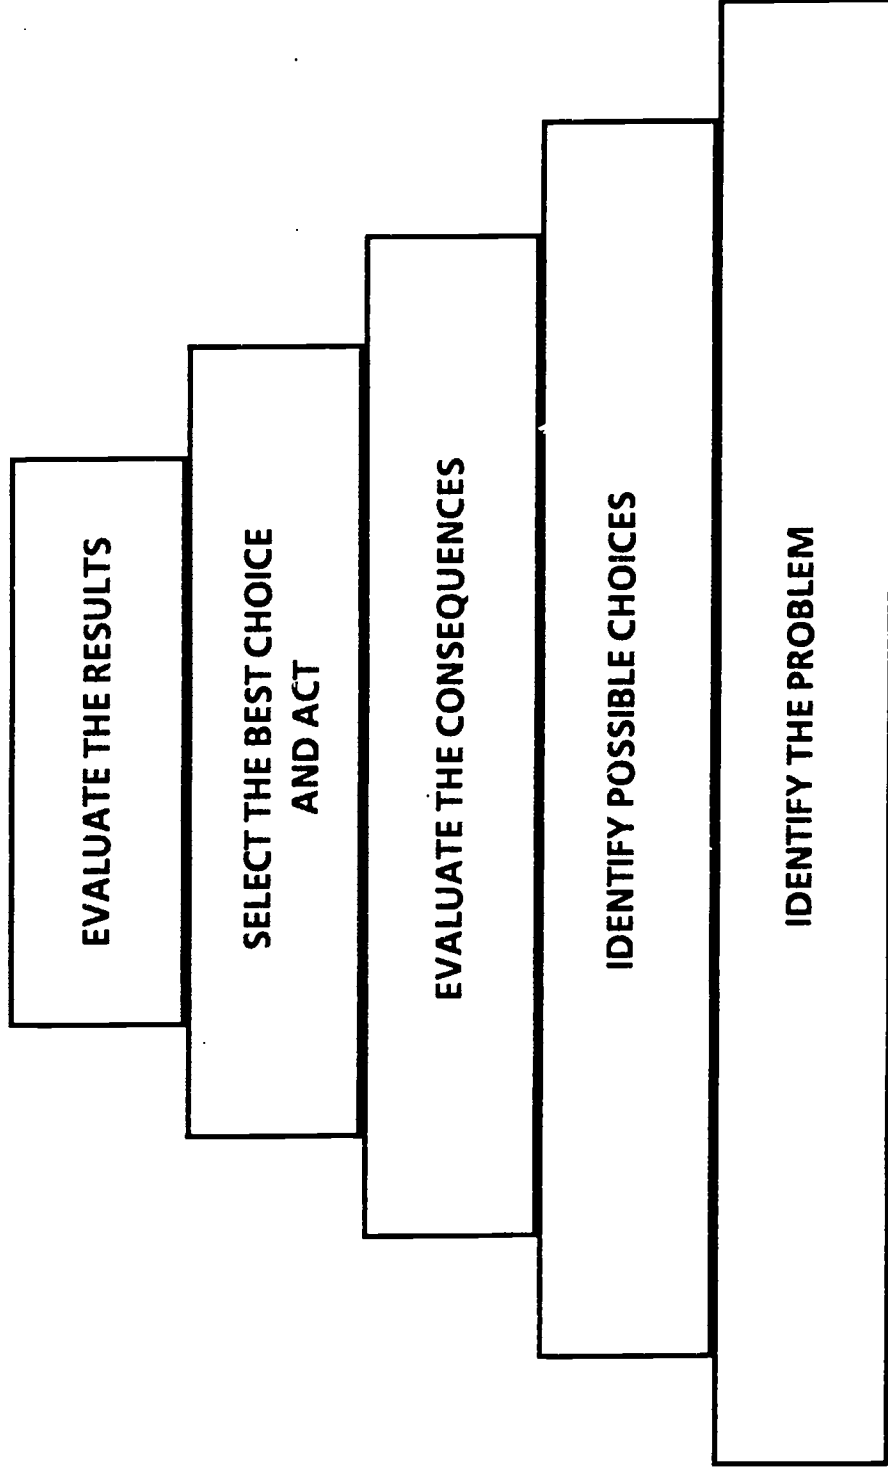 EVALUATE THE RESULTS
SELECT THE BEST CHOICE
AND ACT
EVALUATE THE CONSEQUENCES
IDENTIFY POSSIBLE CHOICES
IDENTIFY THE PROBLEM